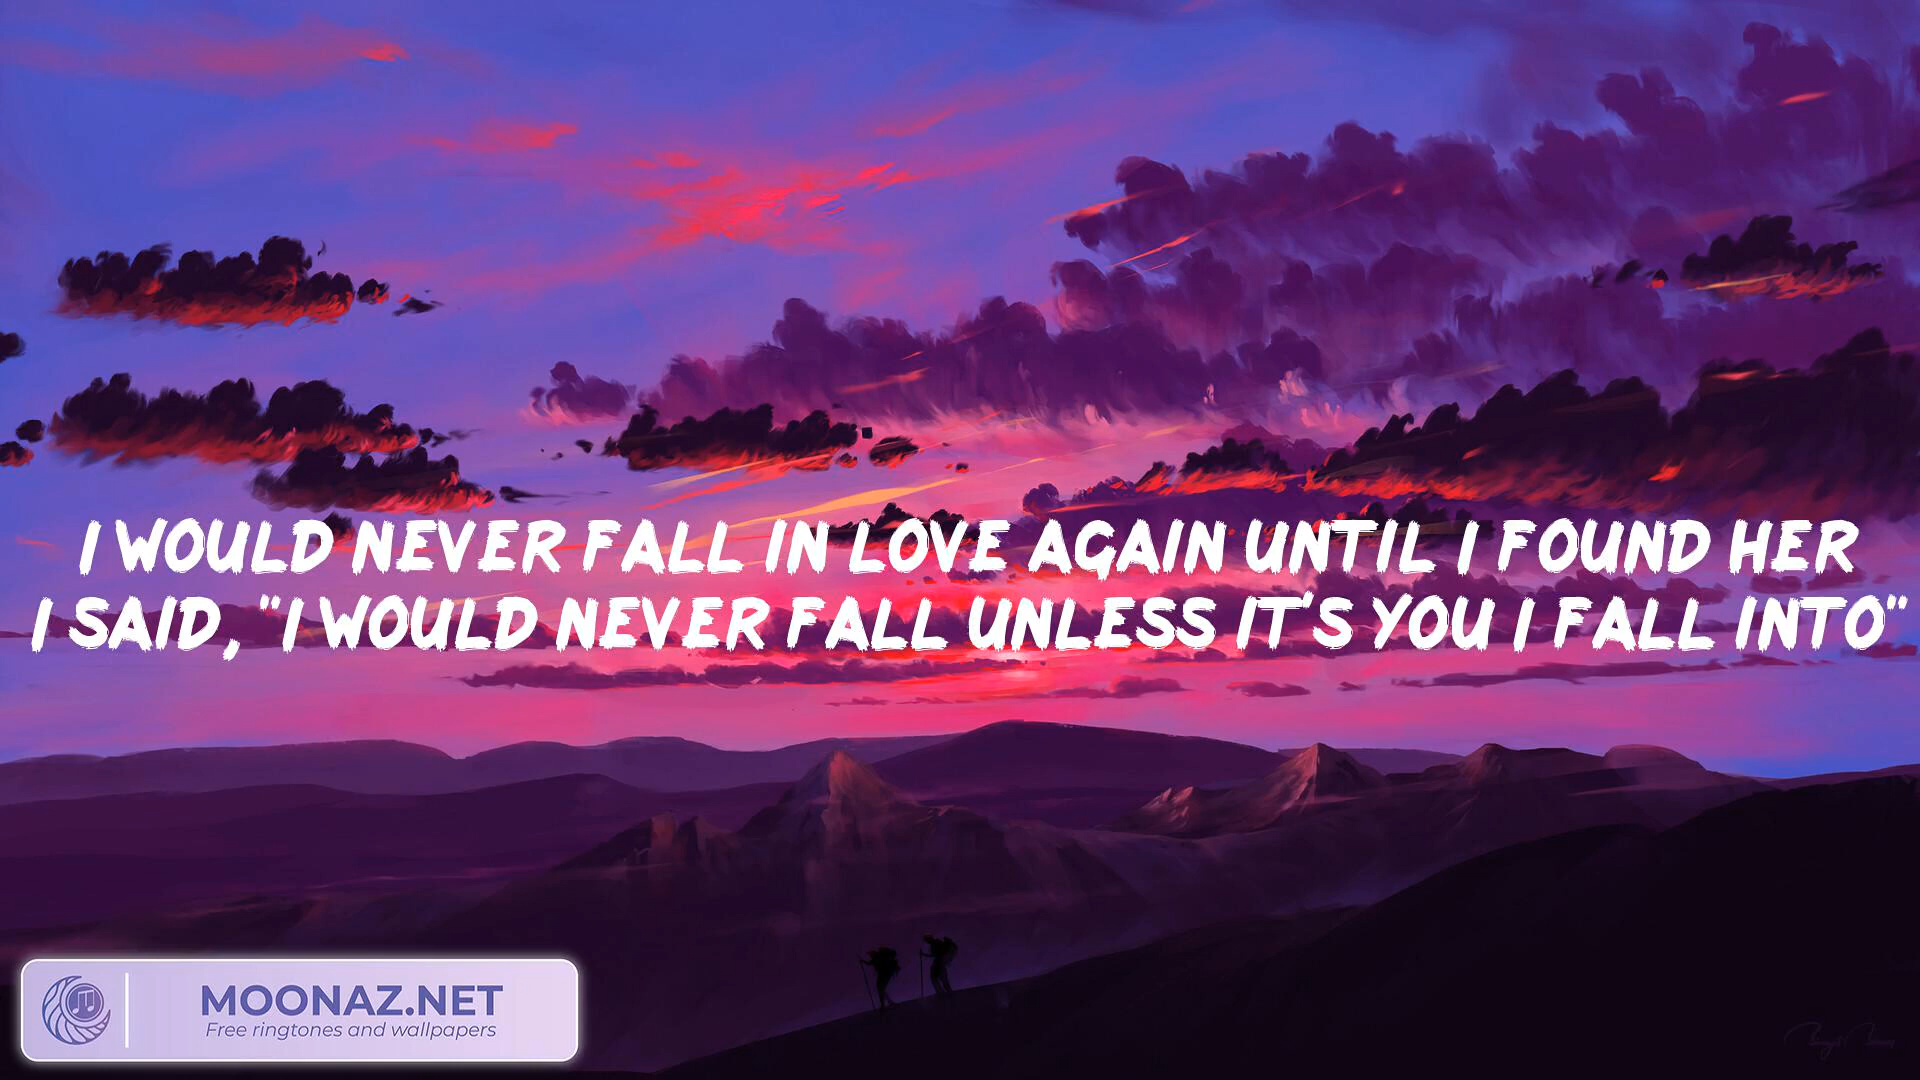 I WOULD NEVER FALL IN LOVE AGAIN UNTIL I FOUND HER
I SAID, "I WOULD NEVER FALL UNLESS IT'S YOU I FALL INTO"
MOONAZ.NET
Free ringtones and wallpapers